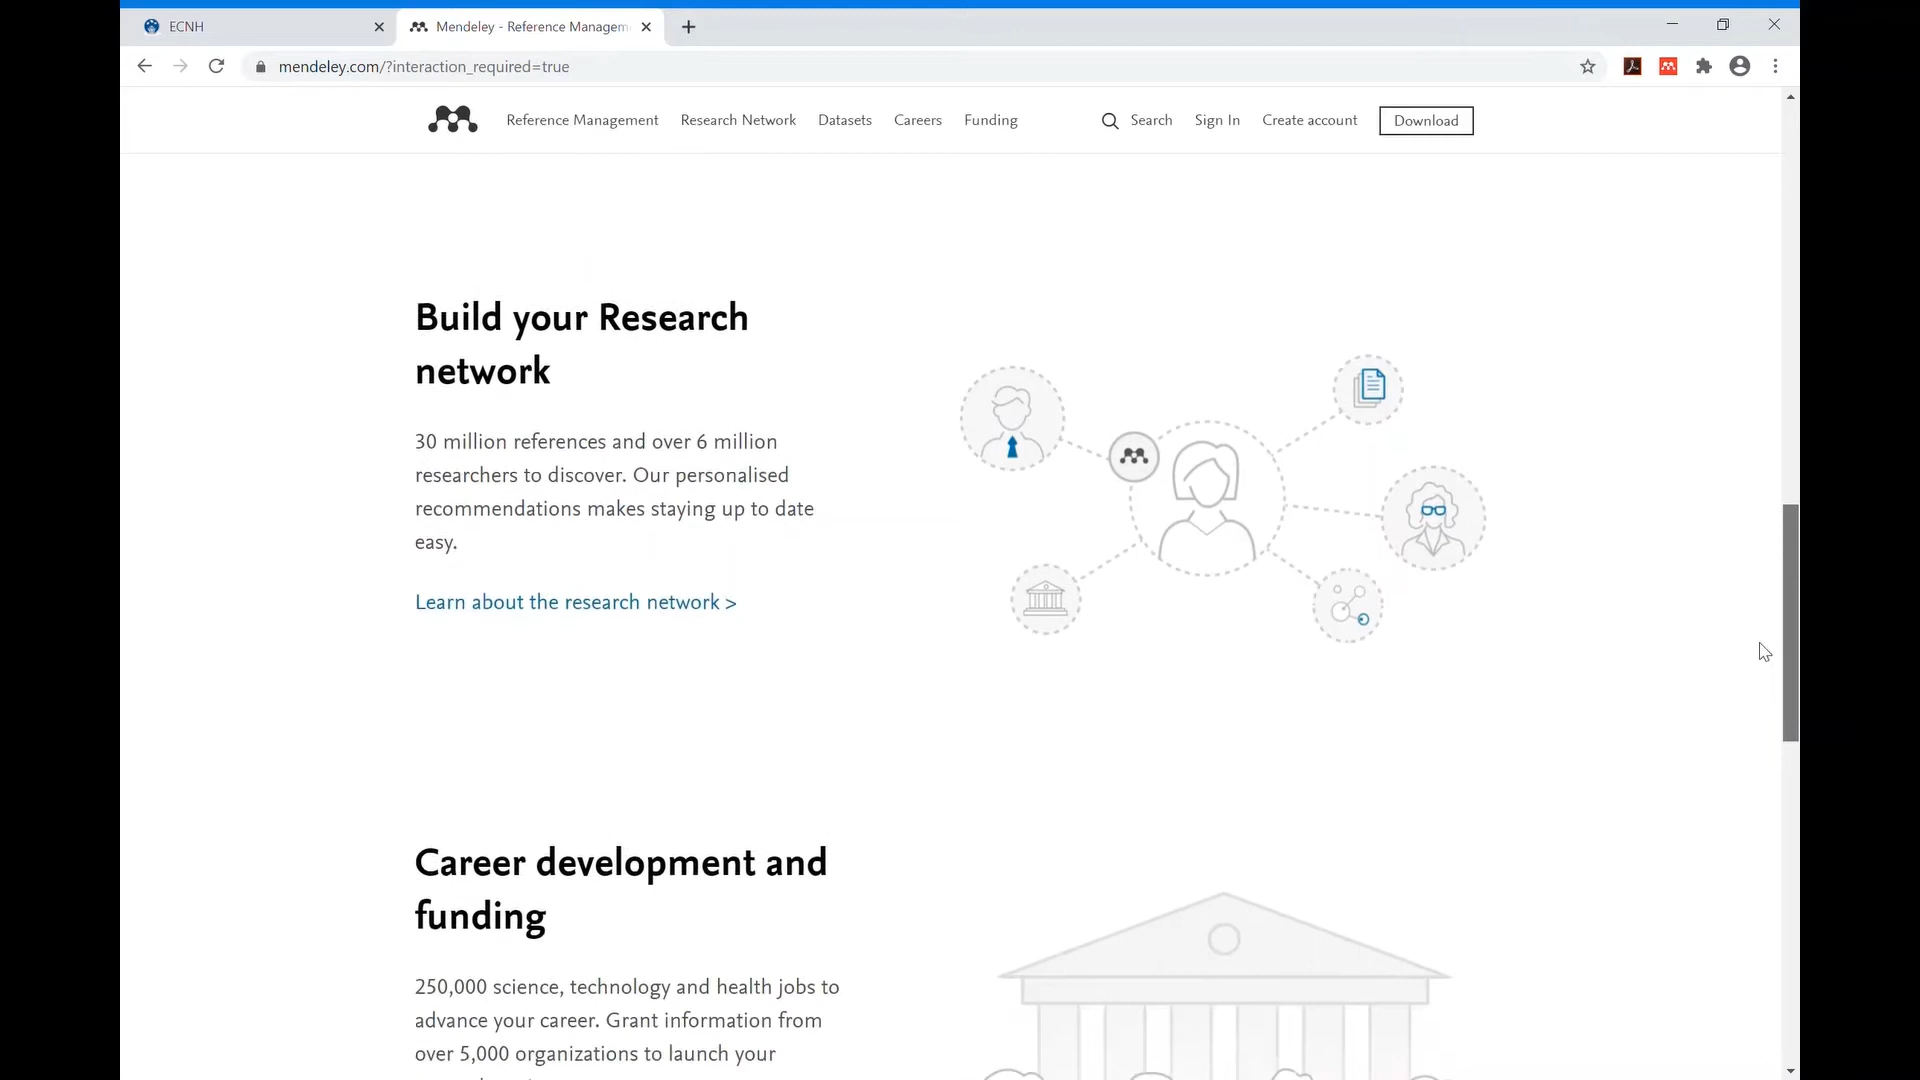 ECNH
Mendeley - Reference Managem
mendeley.com/?interaction_required=true
Reference Management Research Network Datasets Careers Funding Search Sign In Create account Download
Build your Research
network
30 million references and over 6 million
researchers to discover. Our personalised
recommendations makes staying up to date
easy.
Learn about the research network >
Career development and
funding
250,000 science, technology and health jobs to
advance your career. Grant information from
over 5,000 organizations to launch your